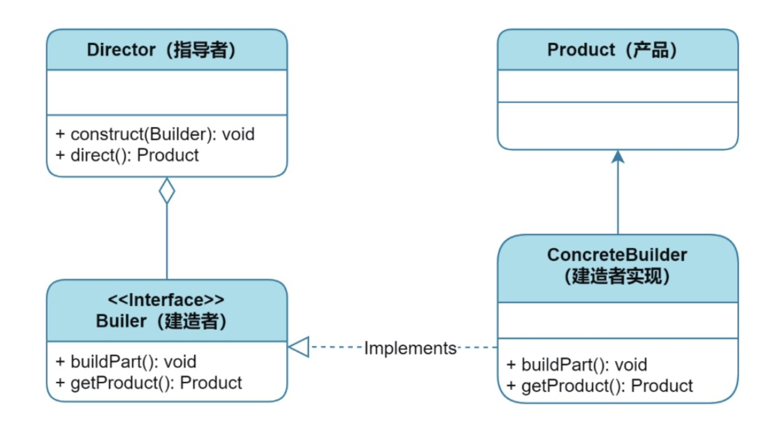 Director（指导者）
+ construct(Builder): void
+ direct(): Product
Product（产品）
<<Interface>>
Builer（建造者）
+ buildPart(): void
+ getProduct(): Product
Implements
ConcreteBuilder
（建造者实现）
+ buildPart(): void
+ getProduct(): Product